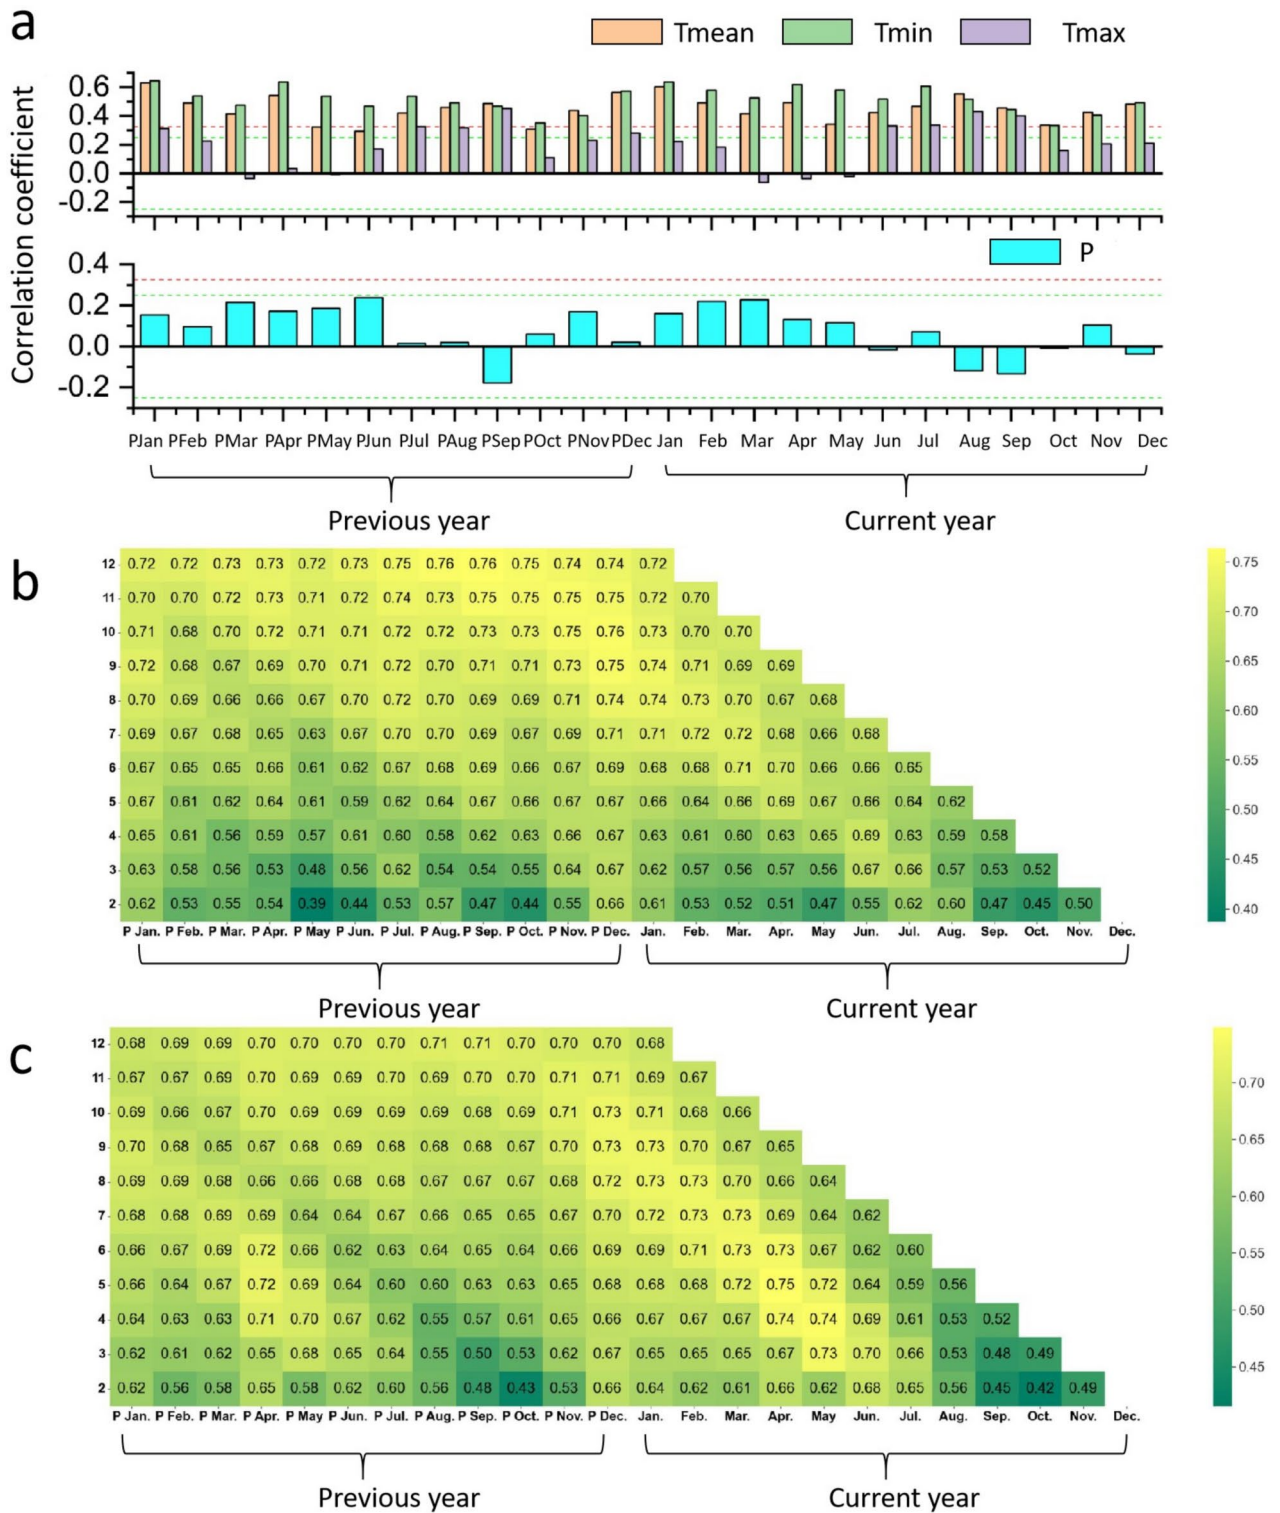 a
Tmean Tmin Tmax
Correlation coefficient
0.6
0.4
0.2
0.0
-0.2
P
0.4
0.2
0.0
-0.2
PJan PFeb PMar PApr PMay PJun PJul PAug PSep POct PNov PDec Jan Feb Mar Apr May Jun Jul Aug Sep Oct Nov Dec
Previous year Current year
b
12 0.72 0.72 0.73 0.73 0.72 0.73 0.75 0.76 0.76 0.75 0.74 0.74 0.72
11 0.70 0.70 0.72 0.73 0.71 0.72 0.74 0.73 0.75 0.75 0.75 0.75 0.72 0.70
10 0.71 0.68 0.70 0.72 0.71 0.71 0.72 0.72 0.73 0.73 0.75 0.76 0.73 0.70 0.70
9 0.72 0.68 0.67 0.69 0.70 0.71 0.72 0.70 0.71 0.71 0.73 0.75 0.74 0.71 0.69 0.69
8 0.70 0.69 0.66 0.66 0.67 0.70 0.72 0.70 0.69 0.69 0.71 0.74 0.74 0.73 0.70 0.67 0.68
7 0.69 0.67 0.68 0.65 0.63 0.67 0.70 0.70 0.69 0.67 0.69 0.71 0.71 0.72 0.72 0.68 0.66 0.68
6 0.67 0.65 0.65 0.66 0.61 0.62 0.67 0.68 0.69 0.66 0.67 0.69 0.68 0.68 0.71 0.70 0.66 0.66 0.65
5 0.67 0.61 0.62 0.64 0.61 0.59 0.62 0.64 0.67 0.66 0.67 0.67 0.66 0.64 0.66 0.69 0.67 0.66 0.64 0.62
4 0.65 0.61 0.56 0.59 0.57 0.61 0.60 0.58 0.62 0.63 0.66 0.67 0.63 0.61 0.60 0.63 0.65 0.69 0.63 0.59 0.58
3 0.63 0.58 0.56 0.53 0.48 0.56 0.62 0.54 0.54 0.55 0.64 0.67 0.62 0.57 0.56 0.57 0.56 0.67 0.66 0.57 0.53 0.52
2 0.62 0.53 0.55 0.54 0.39 0.44 0.53 0.57 0.47 0.44 0.55 0.66 0.61 0.53 0.52 0.51 0.47 0.55 0.62 0.60 0.47 0.45 0.50
P Jan. P Feb. P Mar. P Apr. P May P Jun. P Jul. P Aug. P Sep. P Oct. P Nov. P Dec. Jan. Feb. Mar. Apr. May Jun. Jul. Aug. Sep. Oct. Nov. Dec.
0.75
0.70
0.65
0.60
0.55
0.50
0.45
0.40
Previous year Current year
c
12 0.68 0.69 0.69 0.70 0.70 0.70 0.70 0.71 0.71 0.70 0.70 0.70 0.68
11 0.67 0.67 0.69 0.70 0.69 0.69 0.70 0.69 0.70 0.70 0.71 0.71 0.69 0.67
10 0.69 0.66 0.67 0.70 0.69 0.69 0.69 0.69 0.68 0.69 0.71 0.73 0.71 0.68 0.66
9 0.70 0.68 0.65 0.67 0.68 0.69 0.68 0.68 0.68 0.67 0.70 0.73 0.73 0.70 0.67 0.65
8 0.69 0.69 0.68 0.66 0.66 0.68 0.68 0.67 0.67 0.67 0.68 0.72 0.73 0.73 0.70 0.66 0.64
7 0.68 0.68 0.69 0.69 0.64 0.64 0.67 0.66 0.65 0.65 0.67 0.70 0.72 0.73 0.73 0.69 0.64 0.62
6 0.66 0.67 0.69 0.72 0.66 0.62 0.63 0.64 0.65 0.64 0.66 0.69 0.69 0.71 0.73 0.73 0.67 0.62 0.60
5 0.66 0.64 0.67 0.72 0.69 0.64 0.60 0.60 0.63 0.63 0.65 0.68 0.68 0.68 0.72 0.75 0.72 0.64 0.59 0.56
4 0.64 0.63 0.63 0.71 0.70 0.67 0.62 0.55 0.57 0.61 0.65 0.66 0.67 0.67 0.67 0.74 0.74 0.69 0.61 0.53 0.52
3 0.62 0.61 0.62 0.65 0.68 0.65 0.64 0.55 0.50 0.53 0.62 0.67 0.65 0.65 0.65 0.67 0.73 0.70 0.66 0.53 0.48 0.49
2 0.62 0.56 0.58 0.65 0.58 0.62 0.60 0.56 0.48 0.43 0.53 0.66 0.64 0.62 0.61 0.66 0.62 0.68 0.65 0.56 0.45 0.42 0.49
P Jan. P Feb. P Mar. P Apr. P May P Jun. P Jul. P Aug. P Sep. P Oct. P Nov. P Dec. Jan. Feb. Mar. Apr. May Jun. Jul. Aug. Sep. Oct. Nov. Dec.
0.70
0.65
0.60
0.55
0.50
0.45
Previous year Current year